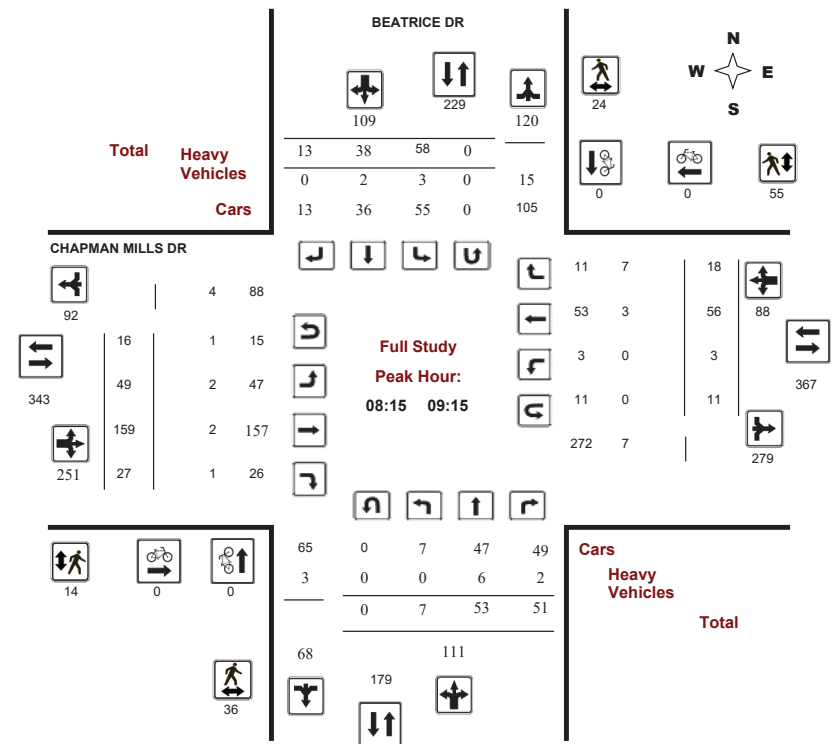 BEATRICE DR
N
W E
S
24
229
109
120
0 0 55
Total
Heavy
Vehicles
Cars
13 38 58 0
0 2 3 0 15
13 36 55 0 105
CHAPMAN MILLS DR
92
4 88
343
16 1 15
49 2 47
159 2 157
251
27 1 26
Full Study
Peak Hour:
08:15 09:15
11 7 18
53 3 56
88
3 0 3
367
11 0 11
272 7
279
14 0 0
36
65 0 7 47 49
3 0 0 6 2
0 7 53 51
68
111
179
Cars
Heavy
Vehicles
Total